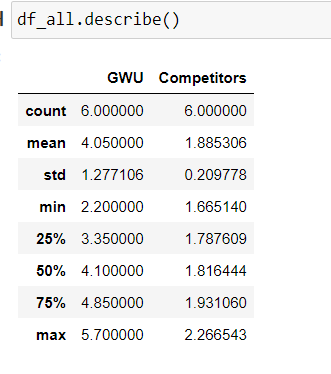 df_all.describe()
GWU Competitors
count 6.000000 6.000000
mean 4.050000 1.885306
std 1.277106 0.209778
min 2.200000 1.665140
25% 3.350000 1.787609
50% 4.100000 1.816444
75% 4.850000 1.931060
max 5.700000 2.266543